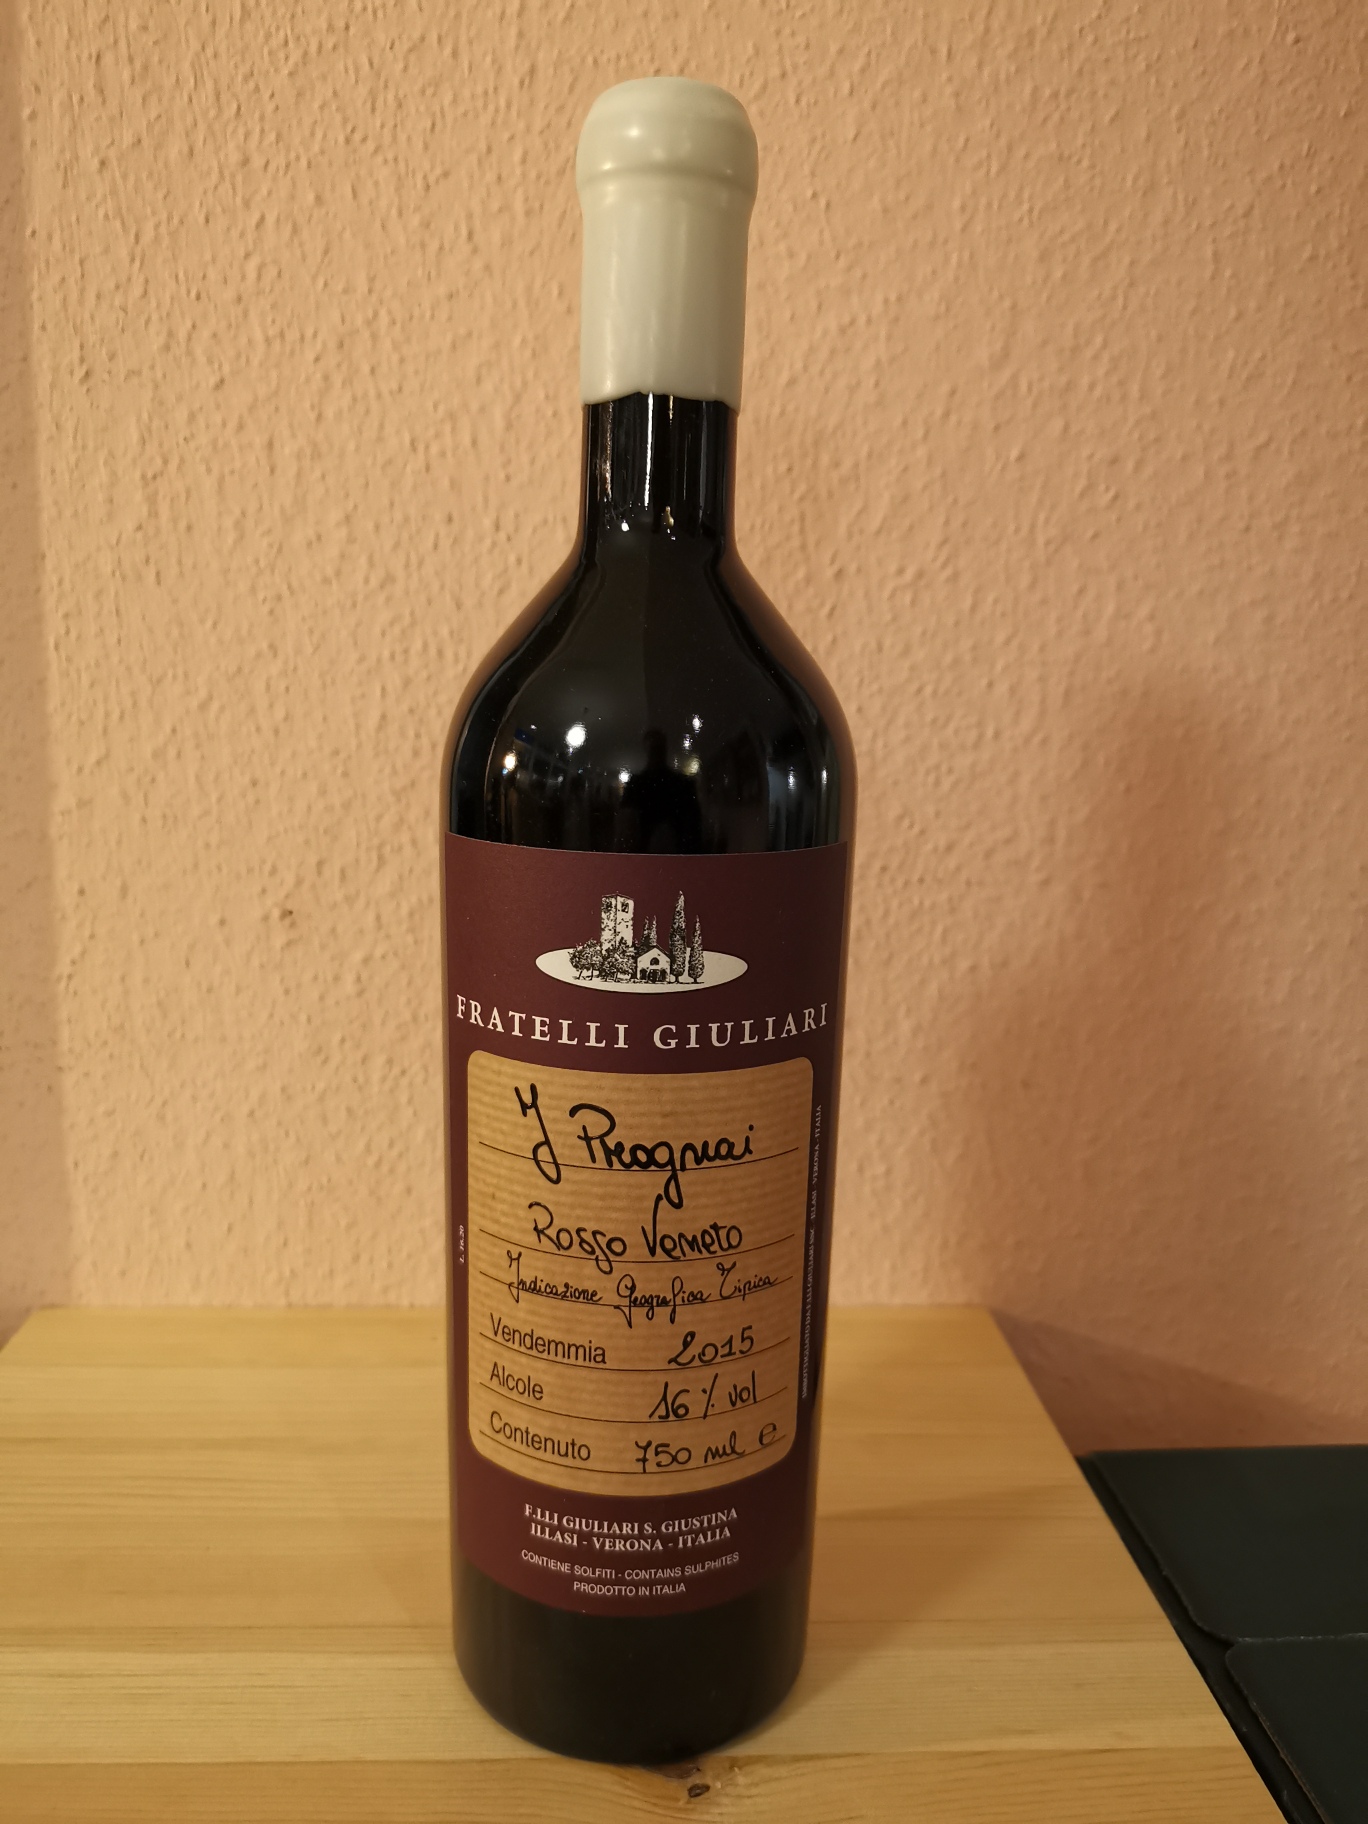 FRATELLI GIULIARI
I Prognai
Rosso Veneto
Indicazione Geografica Tipica
Vendemmia 2015
Alcole 16% vol
Contenuto 750 ml e
F.LLI GIULIARI S. GIUSTINA
ILLASI - VERONA - ITALIA
CONTIENE SOLFITI - CONTAINS SULPHITES
PRODOTTO IN ITALIA